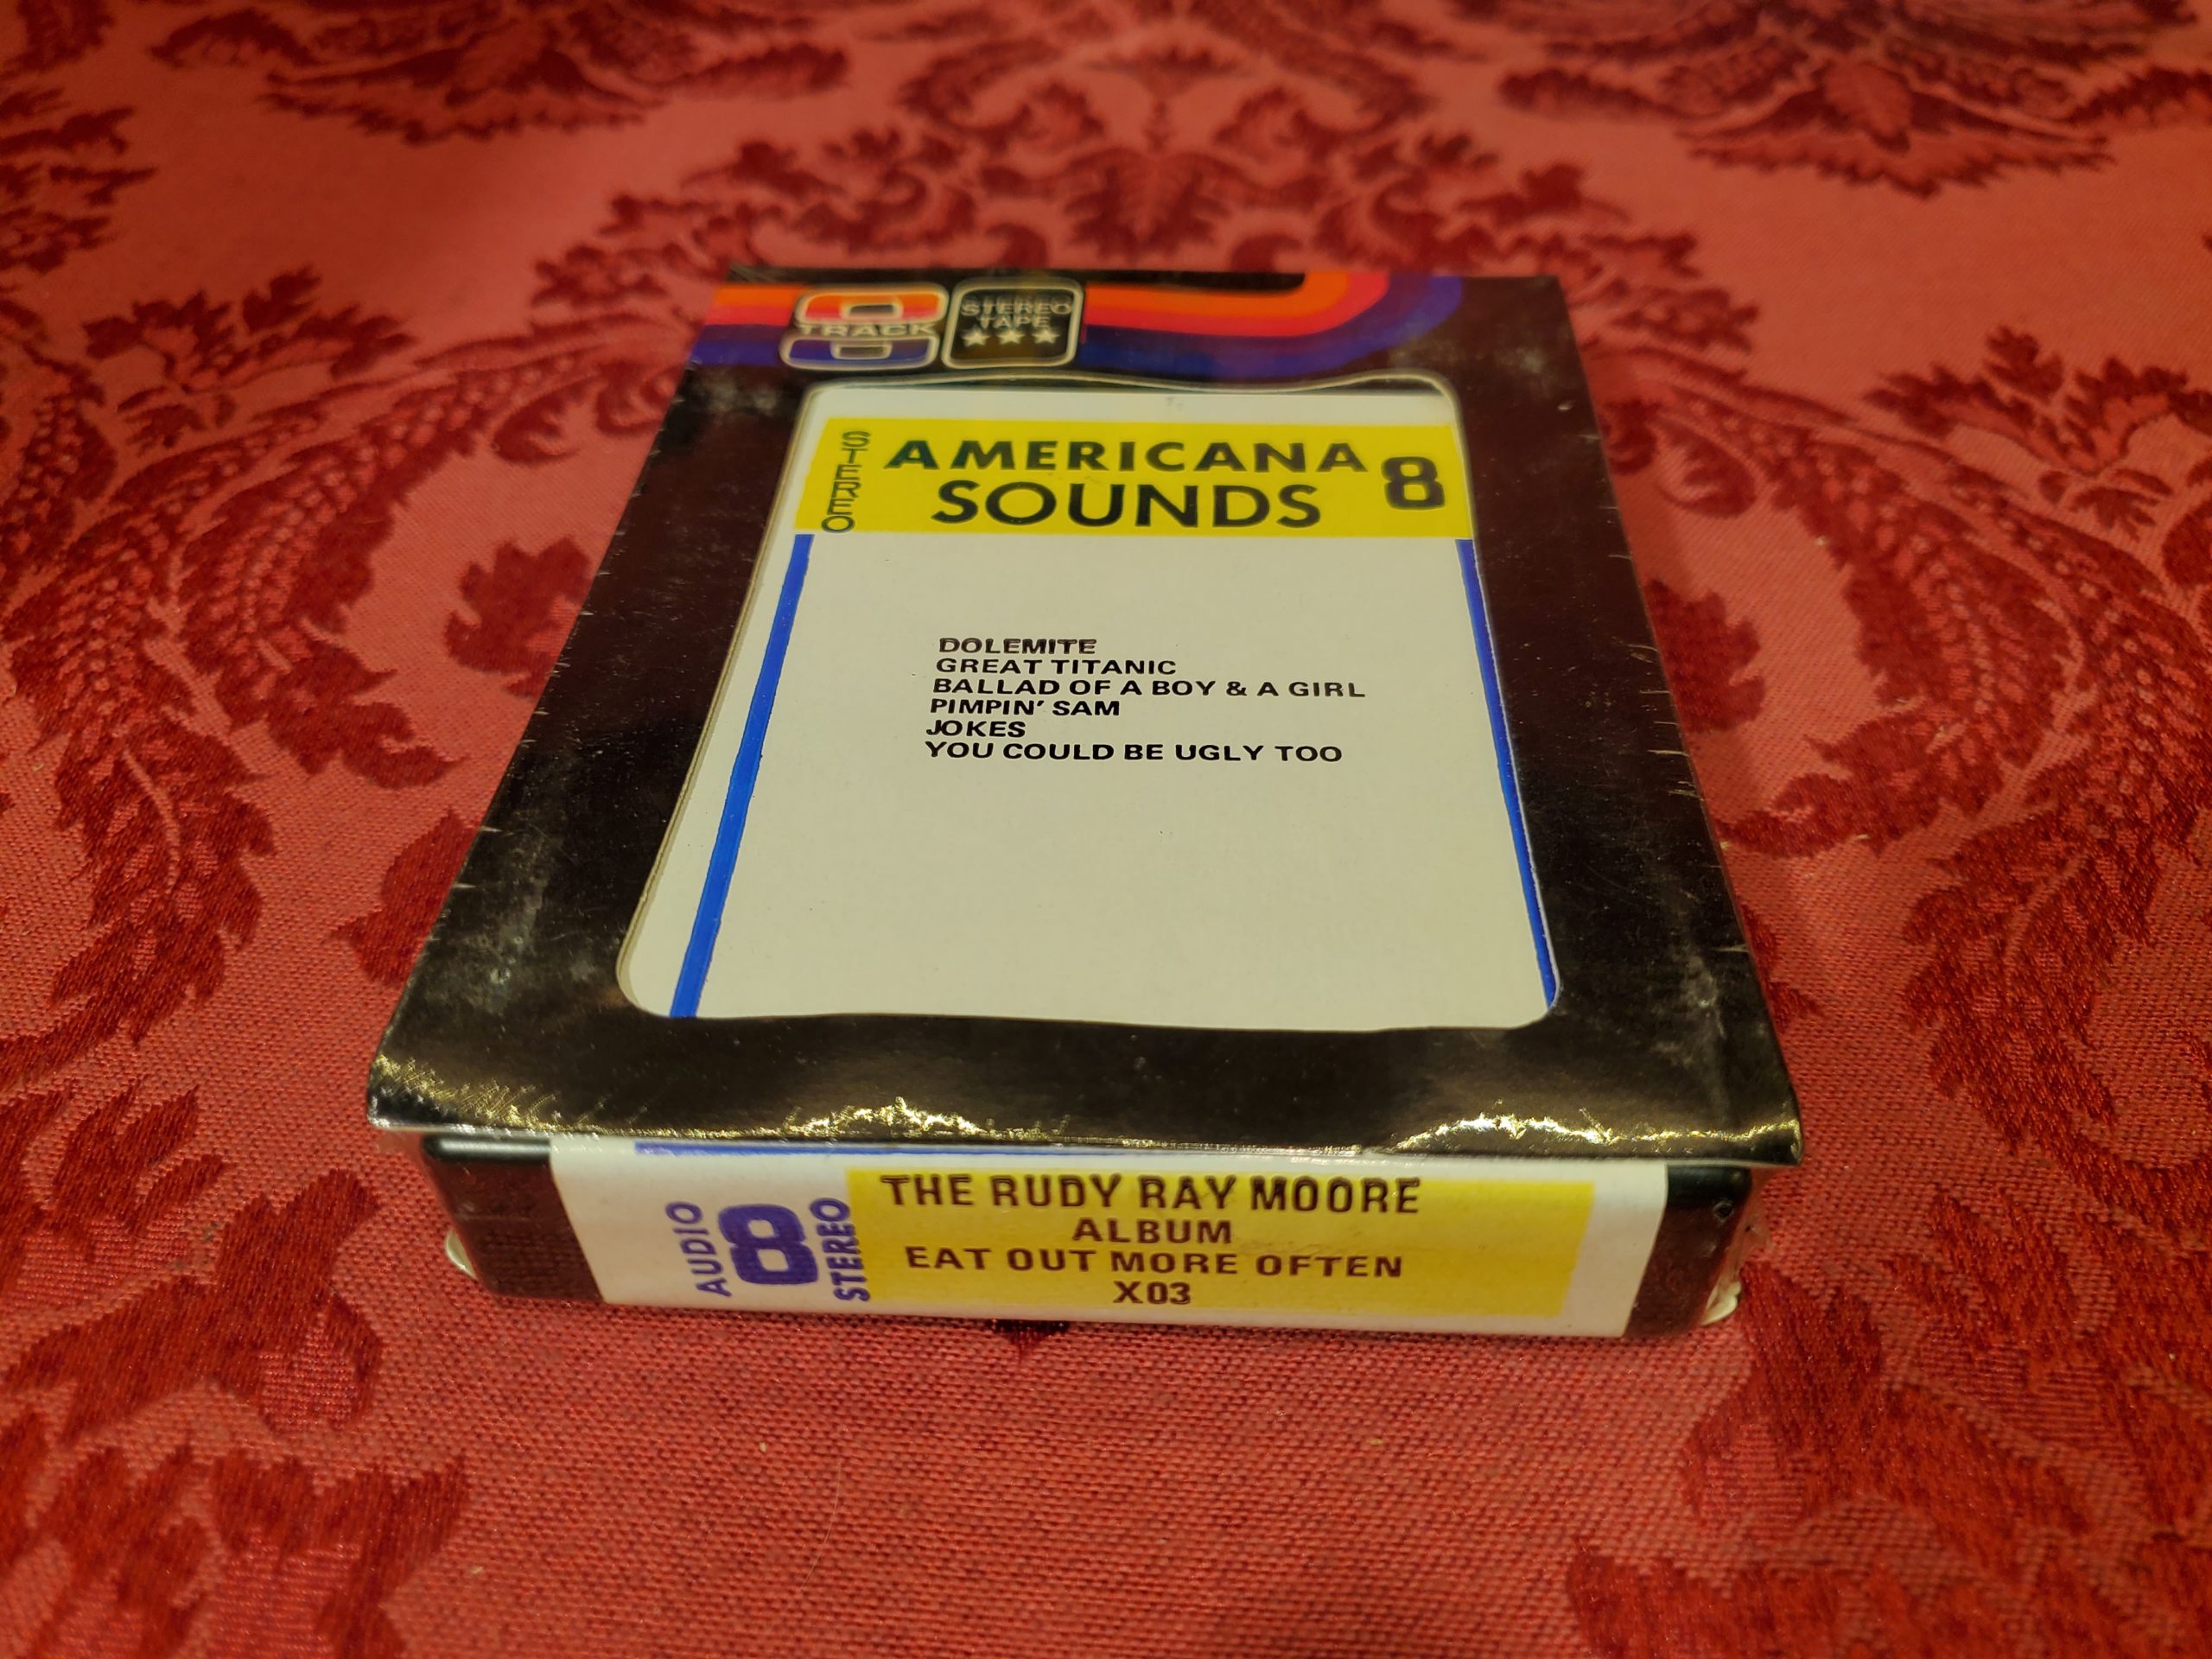 8
TRACK
STEREO
TAPE
STEREO
AMERICANA
SOUNDS
8
DOLEMITE
GREAT TITANIC
BALLAD OF A BOY & A GIRL
PIMPIN' SAM
JOKES
YOU COULD BE UGLY TOO
AUDIO
8
STEREO
THE RUDY RAY MOORE
ALBUM
EAT OUT MORE OFTEN
X03